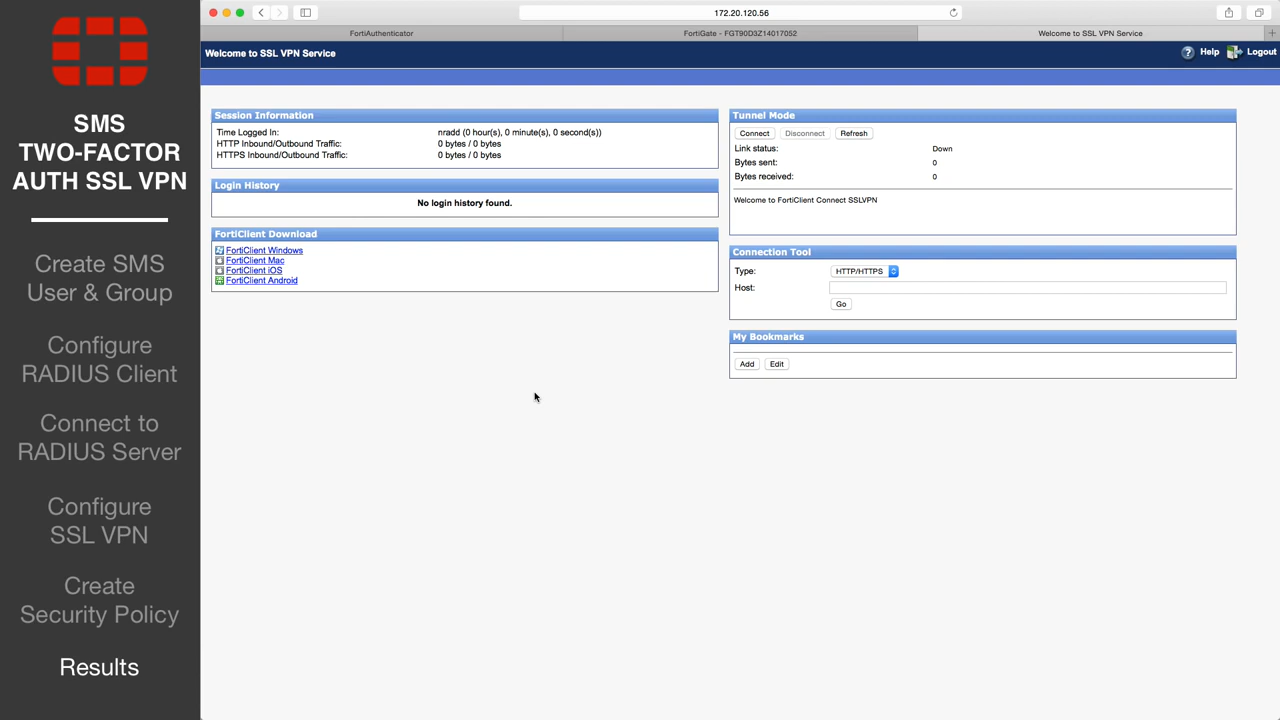 SMS
TWO-FACTOR
AUTH SSL VPN
Create SMS
User & Group
Configure
RADIUS Client
Connect to
RADIUS Server
Configure
SSL VPN
Create
Security Policy
Results
172.20.120.56
FortiAuthenticator
FortiGate - FGT90D3Z14017052
Welcome to SSL VPN Service
Welcome to SSL VPN Service
Help
Logout
Session Information
Time Logged In: nradd (0 hour(s), 0 minute(s), 0 second(s))
HTTP Inbound/Outbound Traffic: 0 bytes / 0 bytes
HTTPS Inbound/Outbound Traffic: 0 bytes / 0 bytes
Login History
No login history found.
FortiClient Download
FortiClient Windows
FortiClient Mac
FortiClient iOS
FortiClient Android
Tunnel Mode
Connect Disconnect Refresh
Link status: Down
Bytes sent: 0
Bytes received: 0
Welcome to FortiClient Connect SSLVPN
Connection Tool
Type: HTTP/HTTPS
Host:
Go
My Bookmarks
Add Edit